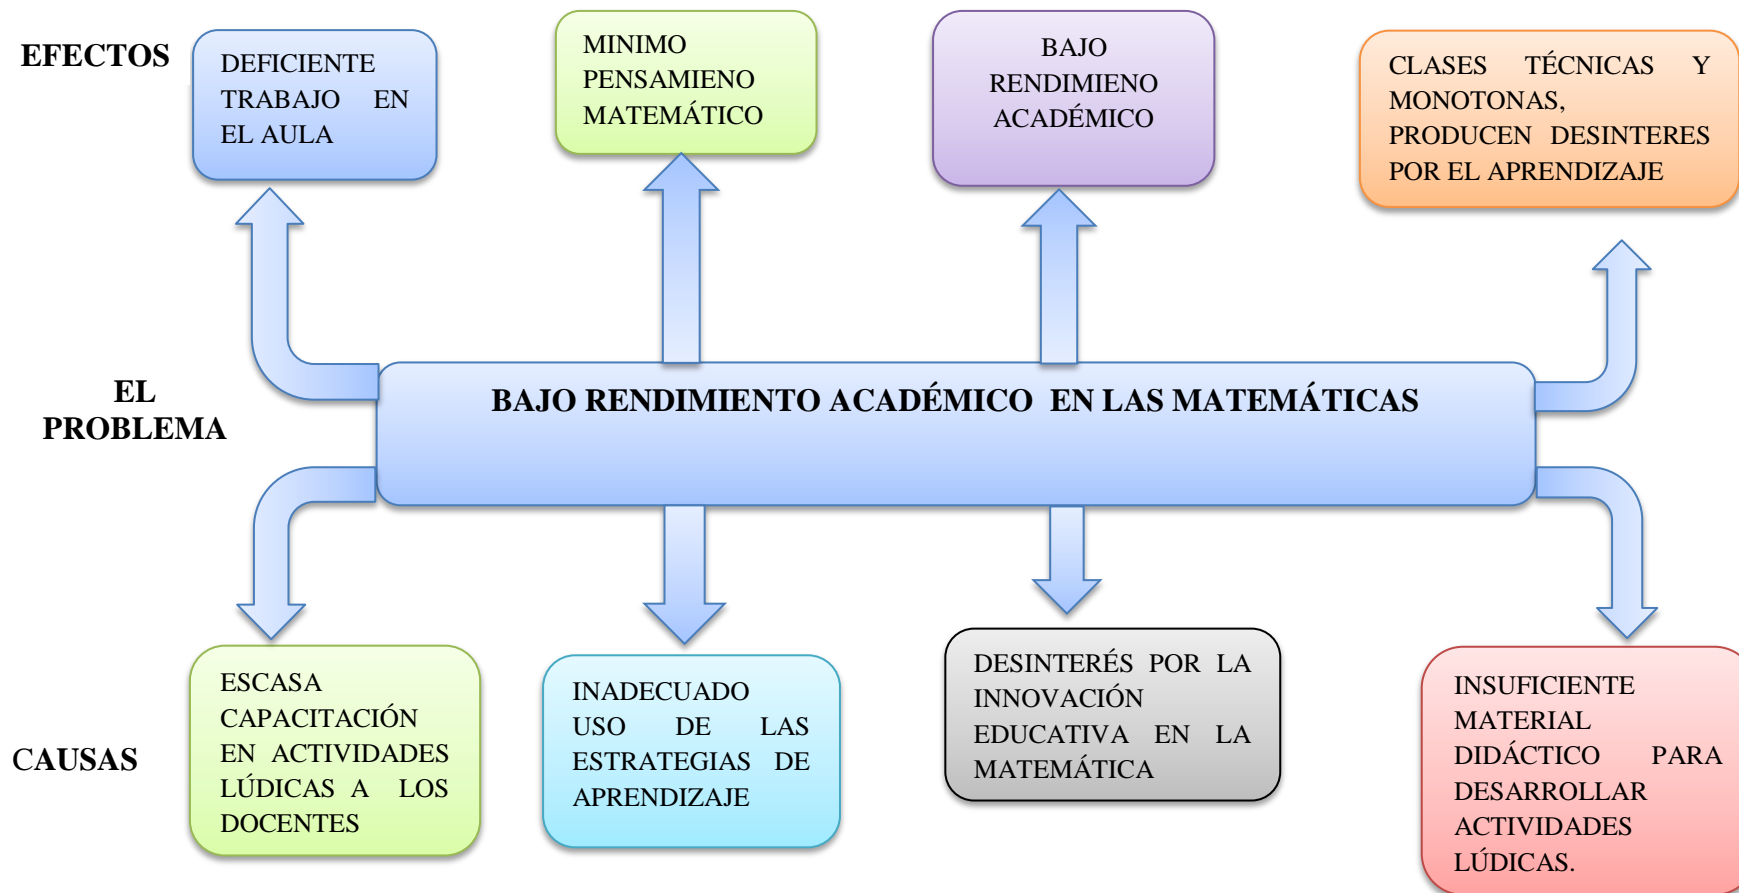 EFECTOS
DEFICIENTE
TRABAJO EN
EL AULA
MINIMO
PENSAMIENO
MATEMÁTICO
BAJO
RENDIMIENO
ACADÉMICO
CLASES TÉCNICAS Y
MONOTONAS,
PRODUCEN DESINTERES
POR EL APRENDIZAJE
EL
PROBLEMA
BAJO RENDIMIENTO ACADÉMICO EN LAS MATEMÁTICAS
CAUSAS
ESCASA
CAPACITACIÓN
EN ACTIVIDADES
LÚDICAS A LOS
DOCENTES
INADECUADO
USO DE LAS
ESTRATEGIAS DE
APRENDIZAJE
DESINTERÉS POR LA
INNOVACIÓN
EDUCATIVA EN LA
MATEMÁTICA
INSUFICIENTE
MATERIAL
DIDÁCTICO PARA
DESARROLLAR
ACTIVIDADES
LÚDICAS.